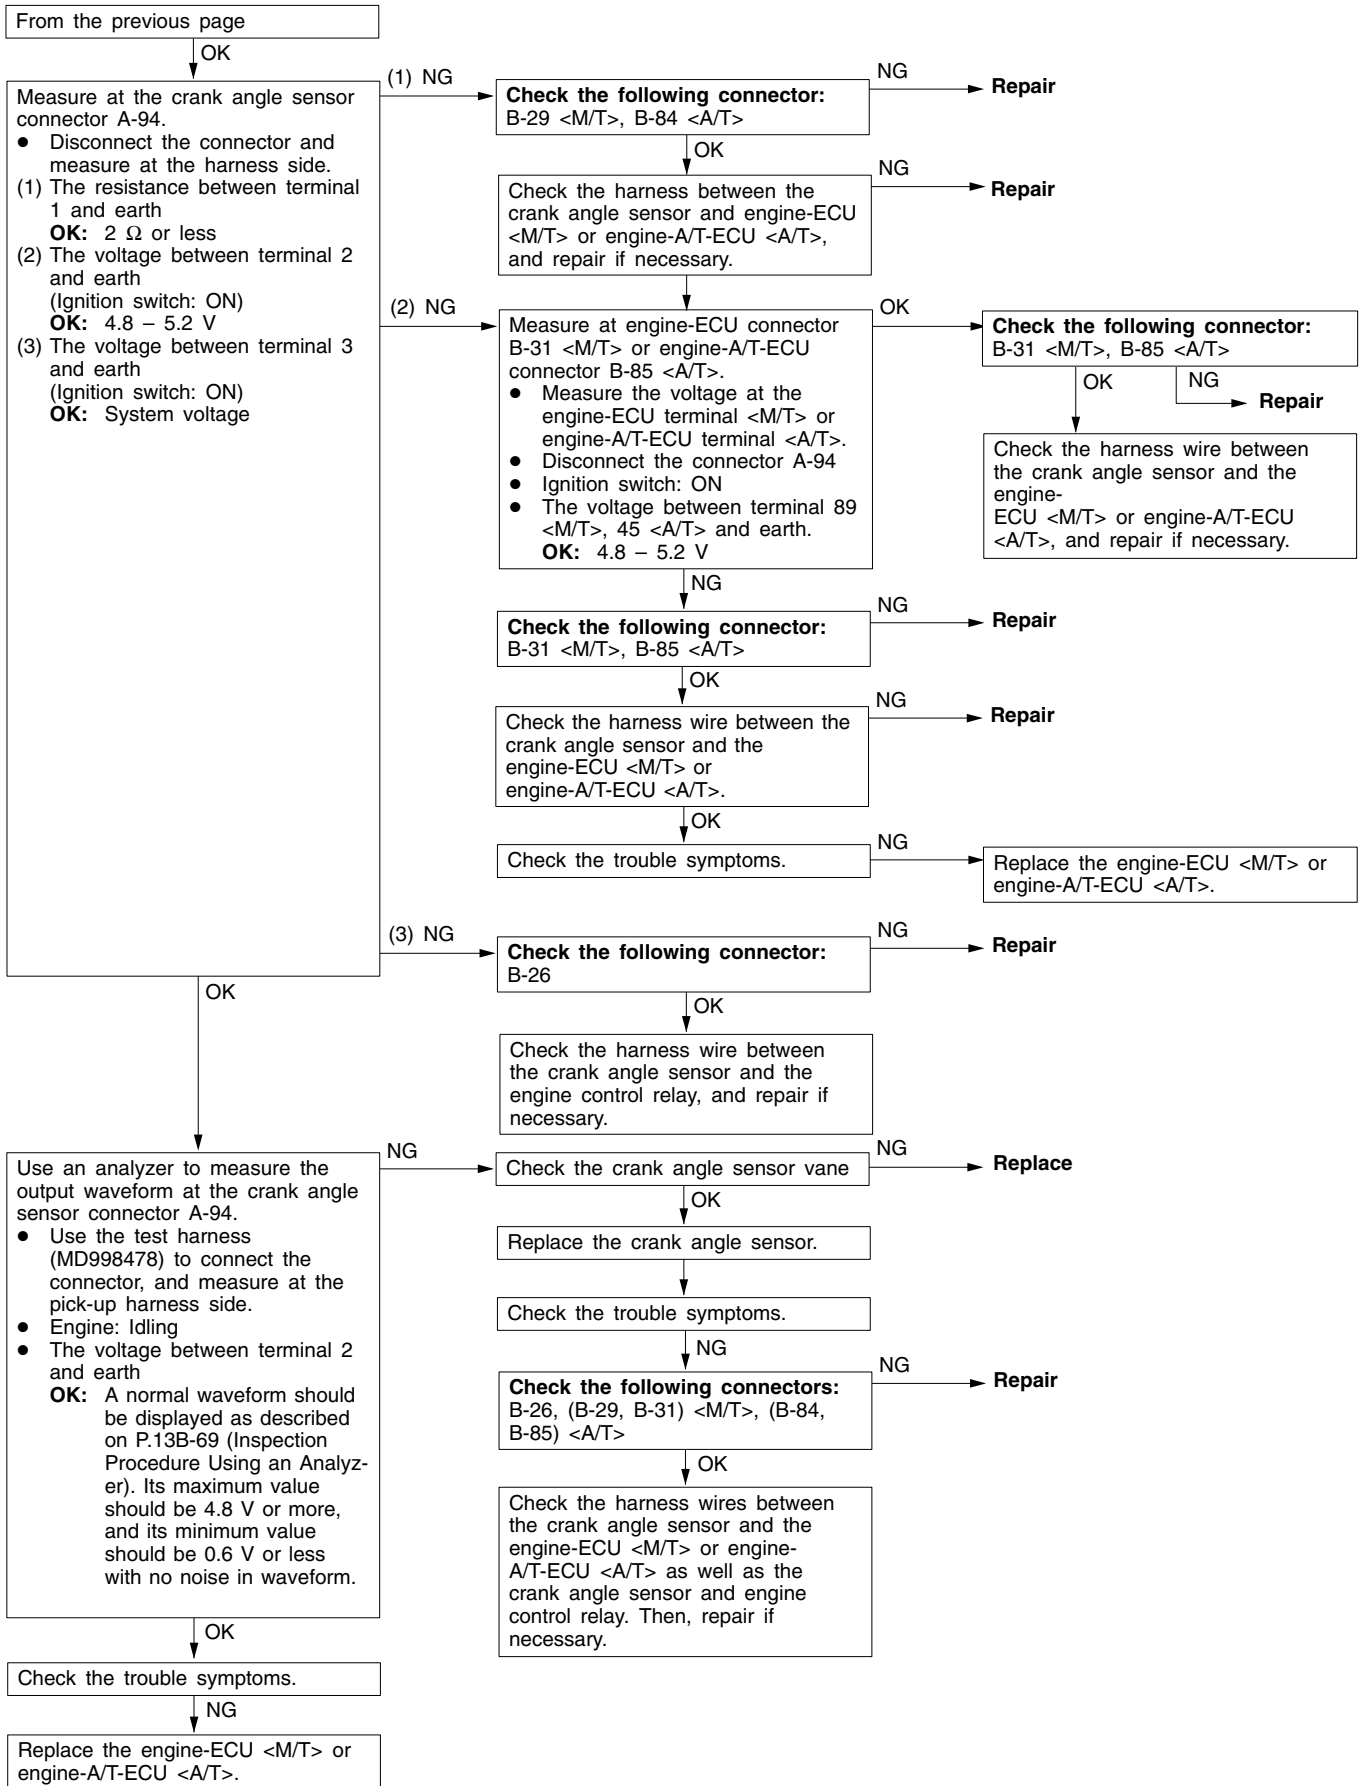 From the previous page
OK
Measure at the crank angle sensor
connector A-94.
● Disconnect the connector and
measure at the harness side.
(1) The resistance between terminal
1 and earth
OK: 2 Ω or less
(2) The voltage between terminal 2
and earth
(Ignition switch: ON)
OK: 4.8 – 5.2 V
(3) The voltage between terminal 3
and earth
(Ignition switch: ON)
OK: System voltage
(1) NG
Check the following connector:
B-29 <M/T>, B-84 <A/T>
NG
Repair
OK
Check the harness between the
crank angle sensor and engine-ECU
<M/T> or engine-A/T-ECU <A/T>,
and repair if necessary.
NG
Repair
(2) NG
Measure at engine-ECU connector
B-31 <M/T> or engine-A/T-ECU
connector B-85 <A/T>.
● Measure the voltage at the
engine-ECU terminal <M/T> or
engine-A/T-ECU terminal <A/T>.
● Disconnect the connector A-94
● Ignition switch: ON
● The voltage between terminal 89
<M/T>, 45 <A/T> and earth.
OK: 4.8 – 5.2 V
OK
Check the following connector:
B-31 <M/T>, B-85 <A/T>
OK
NG
Repair
Check the harness wire between
the crank angle sensor and the
engine-
ECU <M/T> or engine-A/T-ECU
<A/T>, and repair if necessary.
NG
Check the following connector:
B-31 <M/T>, B-85 <A/T>
NG
Repair
OK
Check the harness wire between the
crank angle sensor and the
engine-ECU <M/T> or
engine-A/T-ECU <A/T>.
NG
Repair
OK
Check the trouble symptoms.
NG
Replace the engine-ECU <M/T> or
engine-A/T-ECU <A/T>.
(3) NG
Check the following connector:
B-26
NG
Repair
OK
Check the harness wire between
the crank angle sensor and the
engine control relay, and repair if
necessary.
OK
Use an analyzer to measure the
output waveform at the crank angle
sensor connector A-94.
● Use the test harness
(MD998478) to connect the
connector, and measure at the
pick-up harness side.
● Engine: Idling
● The voltage between terminal 2
and earth
OK: A normal waveform should
be displayed as described
on P.13B-69 (Inspection
Procedure Using an Analyz-
er). Its maximum value
should be 4.8 V or more,
and its minimum value
should be 0.6 V or less
with no noise in waveform.
NG
Check the crank angle sensor vane
NG
Replace
OK
Replace the crank angle sensor.
Check the trouble symptoms.
NG
Check the following connectors:
B-26, (B-29, B-31) <M/T>, (B-84,
B-85) <A/T>
NG
Repair
OK
Check the harness wires between
the crank angle sensor and the
engine-ECU <M/T> or engine-
A/T-ECU <A/T> as well as the
crank angle sensor and engine
control relay. Then, repair if
necessary.
OK
Check the trouble symptoms.
NG
Replace the engine-ECU <M/T> or
engine-A/T-ECU <A/T>.